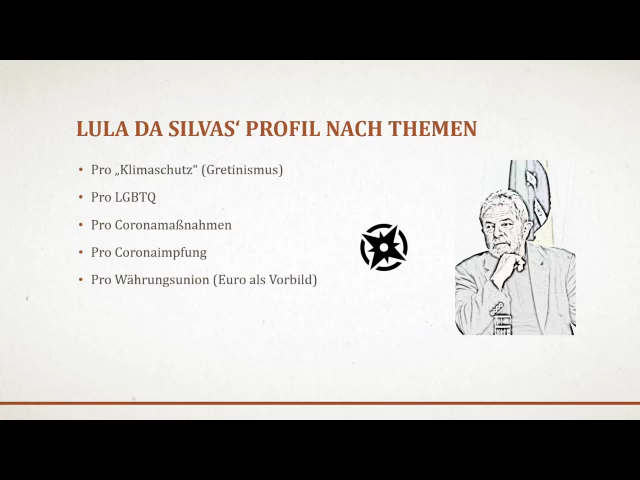 LULA DA SILVAS‘ PROFIL NACH THEMEN
• Pro „Klimaschutz“ (Gretinismus)
• Pro LGBTQ
• Pro Coronamaßnahmen
• Pro Coronaimpfung
• Pro Währungsunion (Euro als Vorbild)